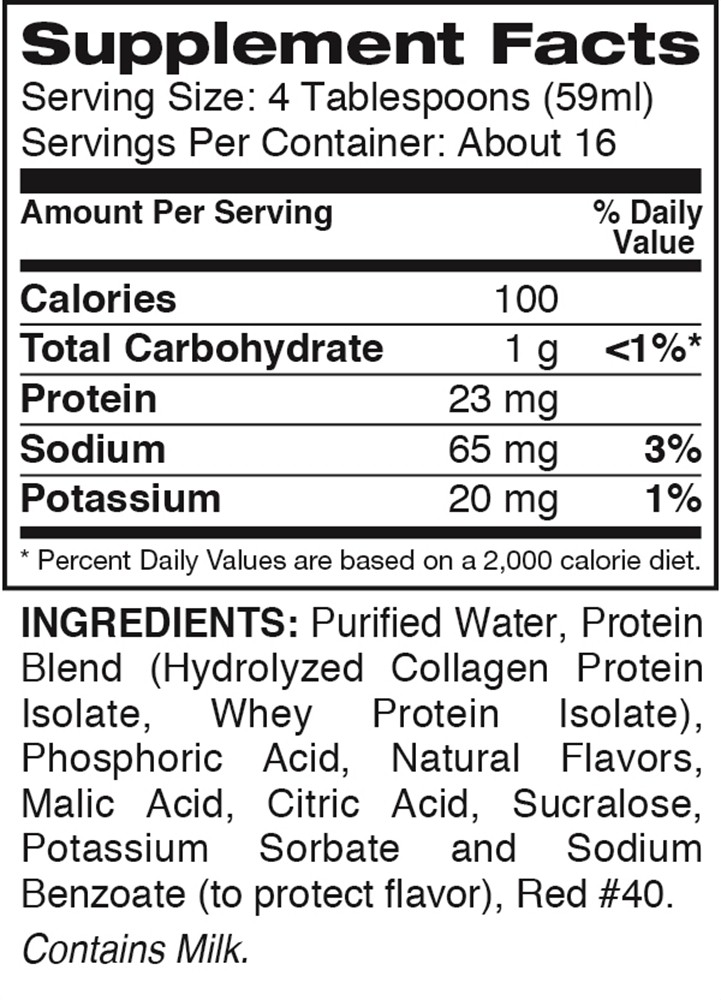 Supplement Facts
Serving Size: 4 Tablespoons (59ml)
Servings Per Container: About 16
Amount Per Serving % Daily
Value
Calories 100
Total Carbohydrate 1 g <1%*
Protein 23 mg
Sodium 65 mg 3%
Potassium 20 mg 1%
* Percent Daily Values are based on a 2,000 calorie diet.
INGREDIENTS: Purified Water, Protein
Blend (Hydrolyzed Collagen Protein
Isolate, Whey Protein Isolate),
Phosphoric Acid, Natural Flavors,
Malic Acid, Citric Acid, Sucralose,
Potassium Sorbate and Sodium
Benzoate (to protect flavor), Red #40.
Contains Milk.